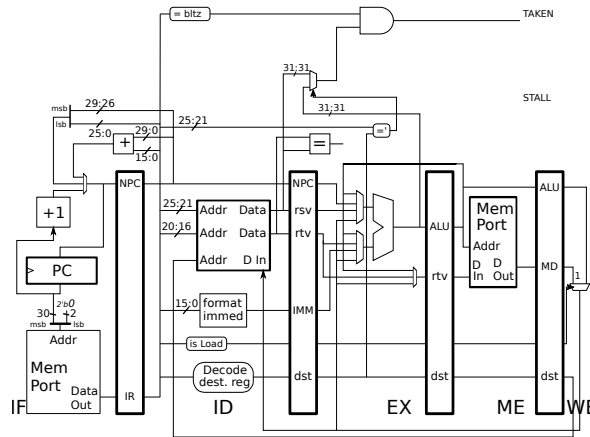 = bltz
TAKEN
31:31
STALL
msb
29:26
lsb
25:0
31:31
25:21
29:0
+
15:0
=
='
NPC
NPC
ALU
ALU
25:21
Addr Data
rsv
+1
20:16
Addr Data
rtv
Mem
Port
Addr
PC
Addr D In
D
In
D
Out
rtv
MD
1
2'b0
30
2
msb
lsb
15:0
format
immed
IMM
Addr
is Load
Mem
Port
Decode
dest. reg
dst
dst
dst
Data
Out
IR
IF
ID
EX
ME
WB